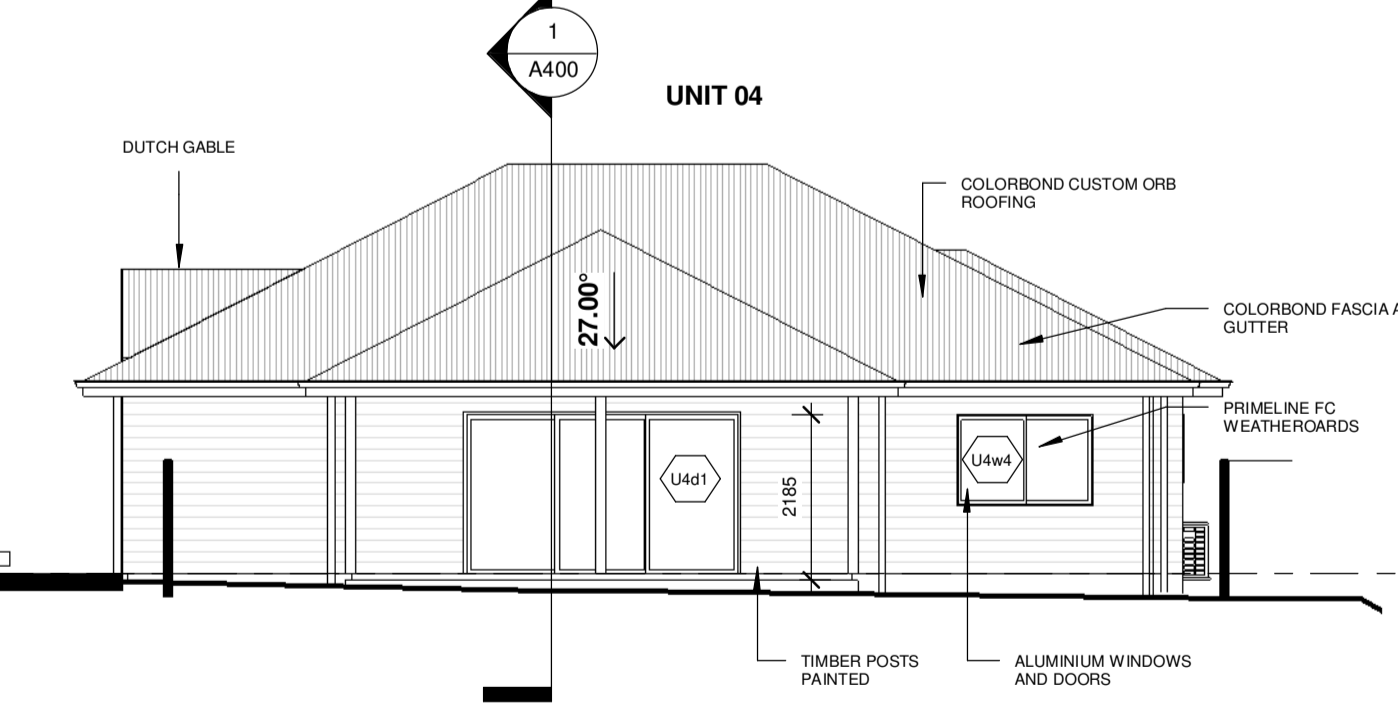 1
A400
UNIT 04
DUTCH GABLE
COLORBOND CUSTOM ORB
ROOFING
27.00°
COLORBOND FASCIA A
GUTTER
PRIMELINE FC
WEATHEROARDS
U4d1
U4w4
2185
TIMBER POSTS
PAINTED
ALUMINIUM WINDOWS
AND DOORS